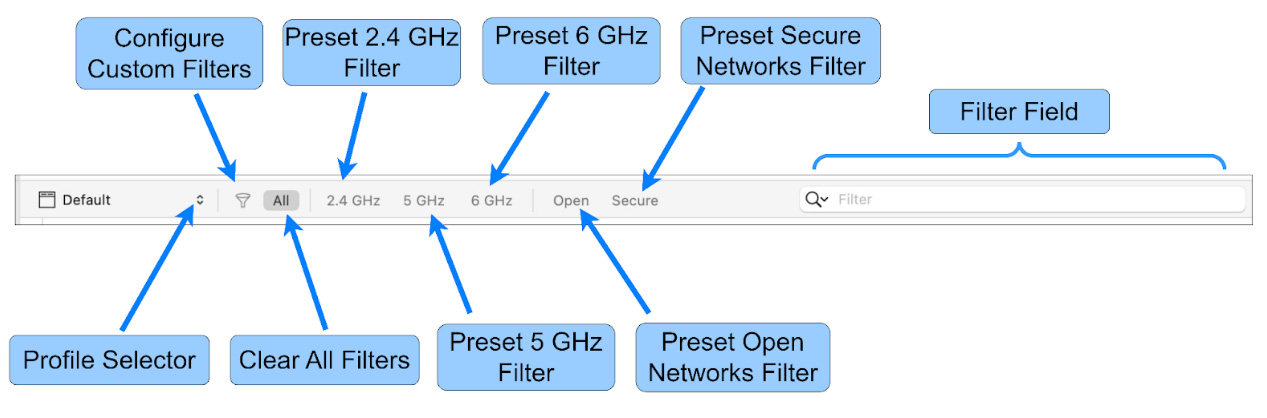 Configure
Custom Filters
Preset 2.4 GHz
Filter
Preset 6 GHz
Filter
Preset Secure
Networks Filter
Filter Field
Default
All
2.4 GHz
5 GHz
6 GHz
Open
Secure
Filter
Profile Selector
Clear All Filters
Preset 5 GHz
Filter
Preset Open
Networks Filter